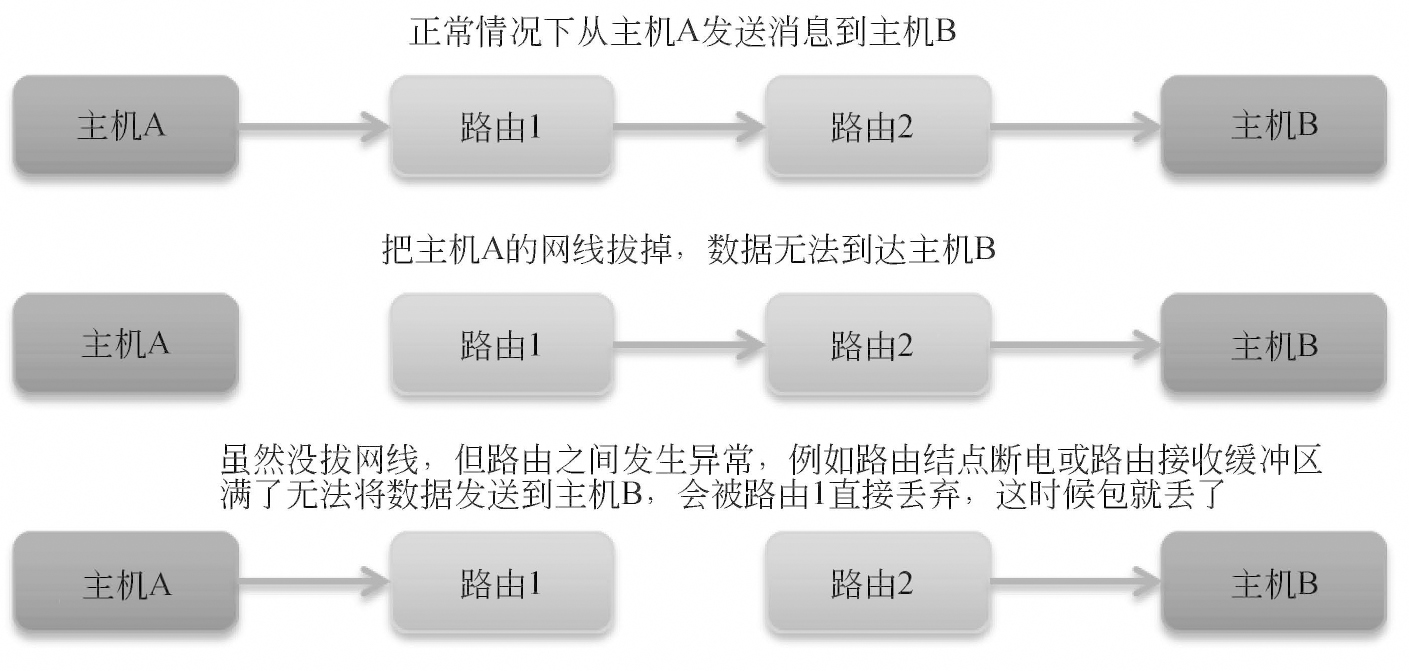 正常情况下从主机A发送消息到主机B
主机A
路由1
路由2
主机B
把主机A的网线拔掉，数据无法到达主机B
主机A
路由1
路由2
主机B
虽然没拔网线，但路由之间发生异常，例如路由结点断电或路由接收缓冲区
满了无法将数据发送到主机B，会被路由1直接丢弃，这时候包就丢了
主机A
路由1
路由2
主机B